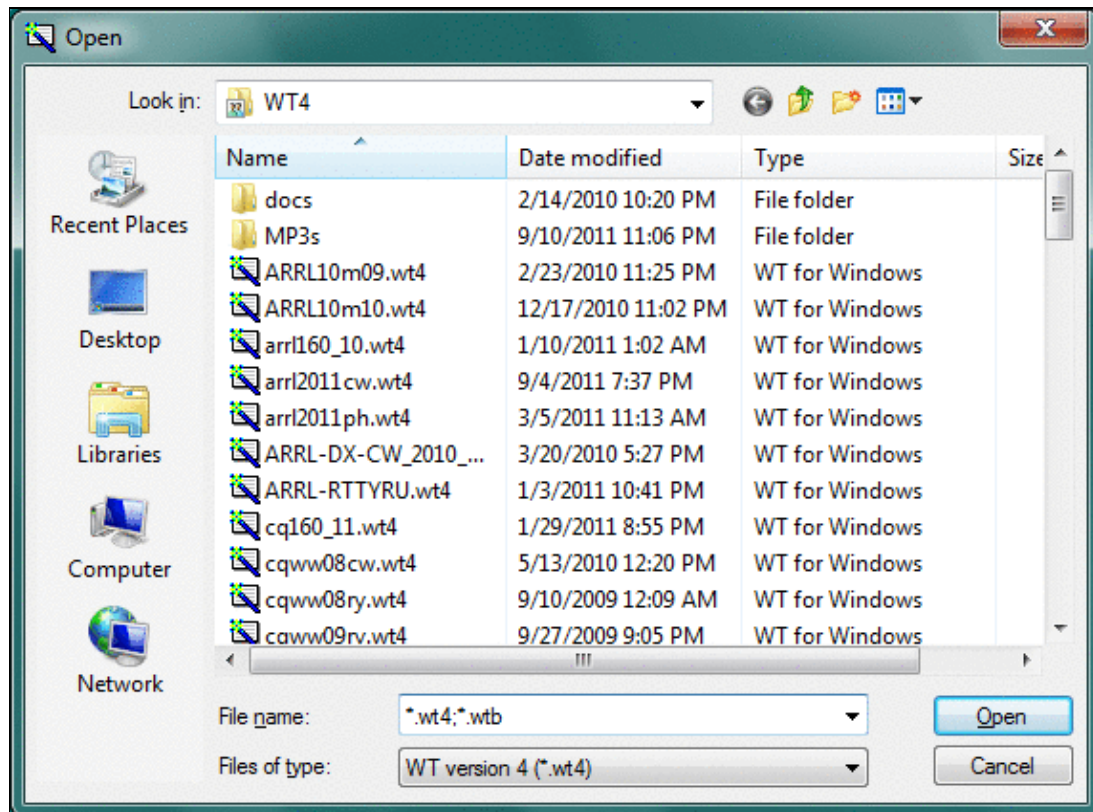 Open
Look in: WT4
Name Date modified Type Size
docs 2/14/2010 10:20 PM File folder
MP3s 9/10/2011 11:06 PM File folder
ARRL10m09.wt4 2/23/2010 11:25 PM WT for Windows
ARRL10m10.wt4 12/17/2010 11:02 PM WT for Windows
arrl160_10.wt4 1/10/2011 1:02 AM WT for Windows
arrl2011cw.wt4 9/4/2011 7:37 PM WT for Windows
arrl2011ph.wt4 3/5/2011 11:13 AM WT for Windows
ARRL-DX-CW_2010_... 3/20/2010 5:27 PM WT for Windows
ARRL-RTTYRU.wt4 1/3/2011 10:41 PM WT for Windows
cq160_11.wt4 1/29/2011 8:55 PM WT for Windows
cqww08cw.wt4 5/13/2010 12:20 PM WT for Windows
cqww08ry.wt4 9/10/2009 12:09 AM WT for Windows
cqww09ry.wt4 9/27/2009 9:05 PM WT for Windows
Recent Places
Desktop
Libraries
Computer
Network
File name: *.wt4;*.wtb Open
Files of type: WT version 4 (*.wt4) Cancel